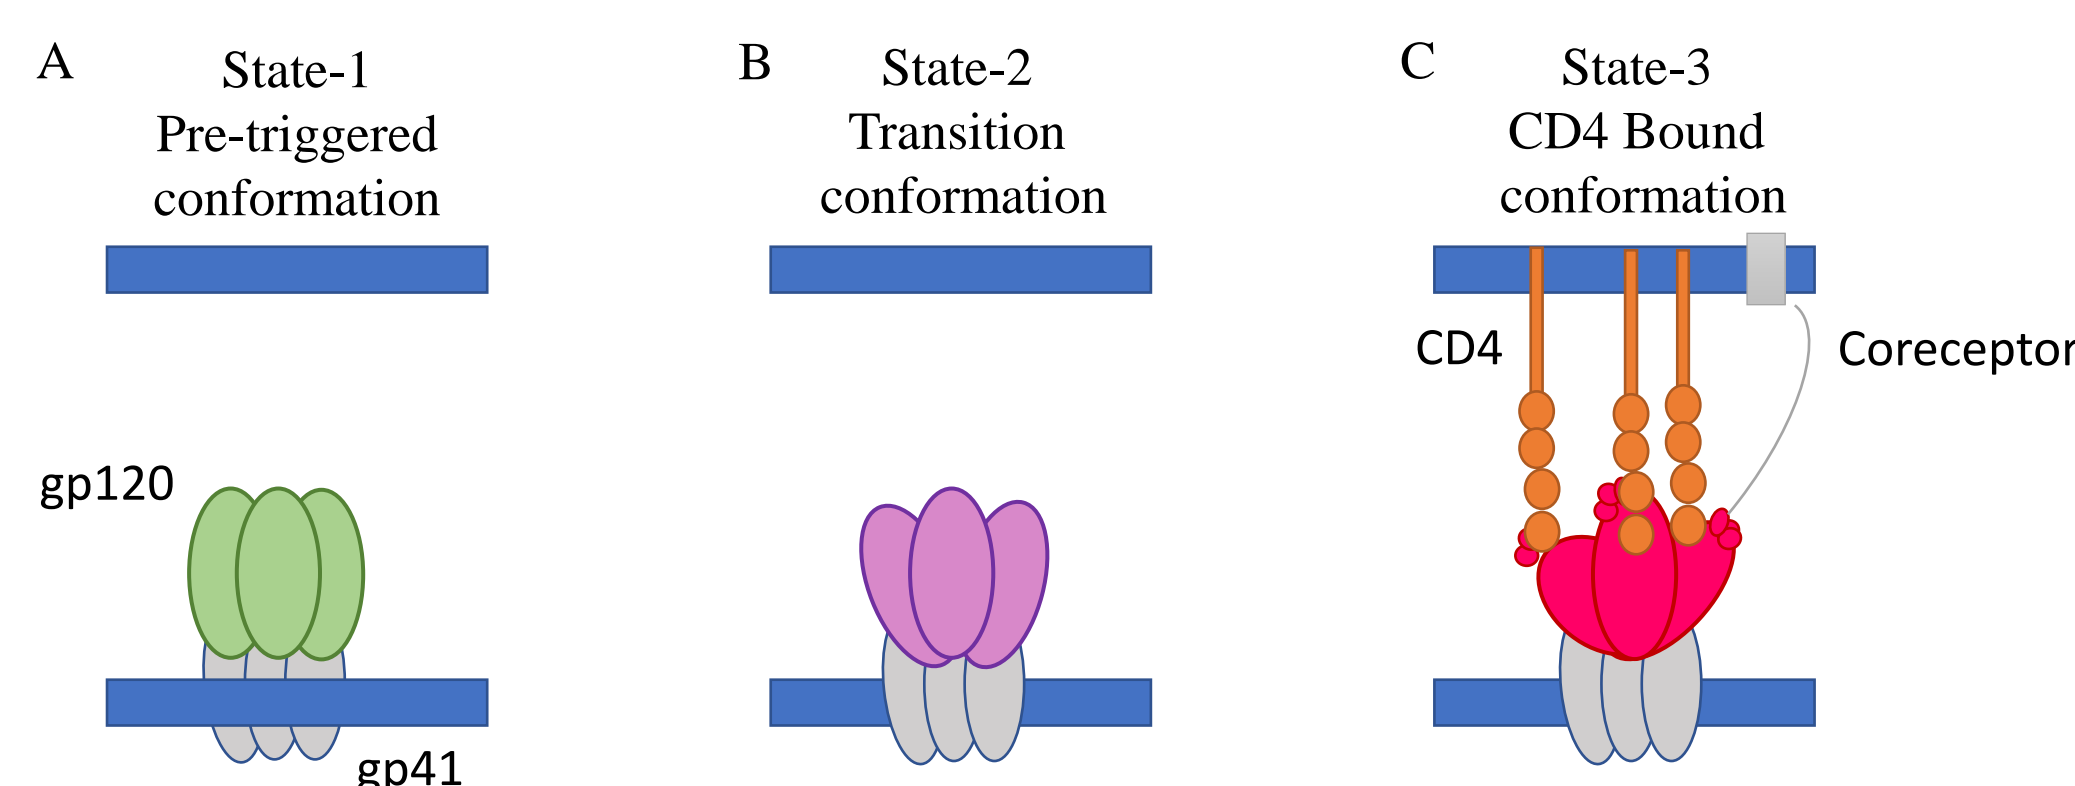 A
State-1
Pre-triggered
conformation
gp120
gp41
B
State-2
Transition
conformation
C
State-3
CD4 Bound
conformation
CD4
Coreceptor